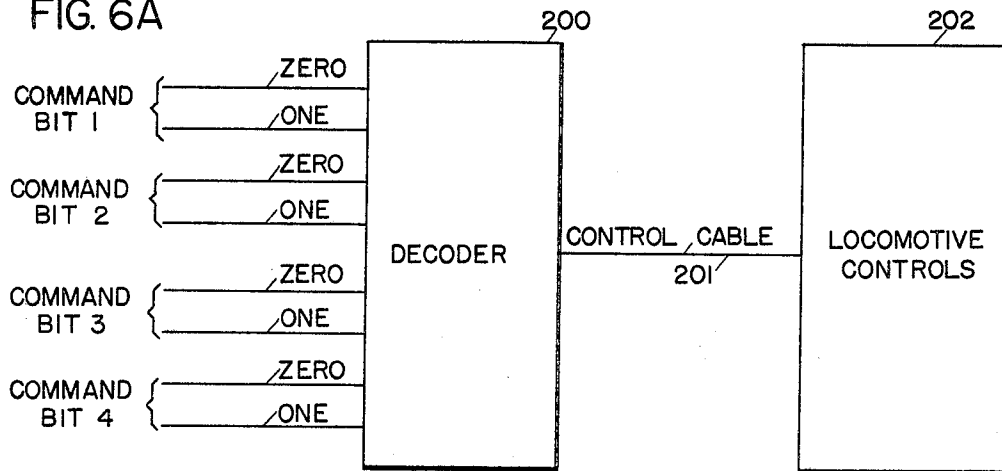 FIG. 6A
200
202
COMMAND
BIT 1
ZERO
ONE
COMMAND
BIT 2
ZERO
ONE
COMMAND
BIT 3
ZERO
ONE
COMMAND
BIT 4
ZERO
ONE
DECODER
CONTROL CABLE
201
LOCOMOTIVE
CONTROLS